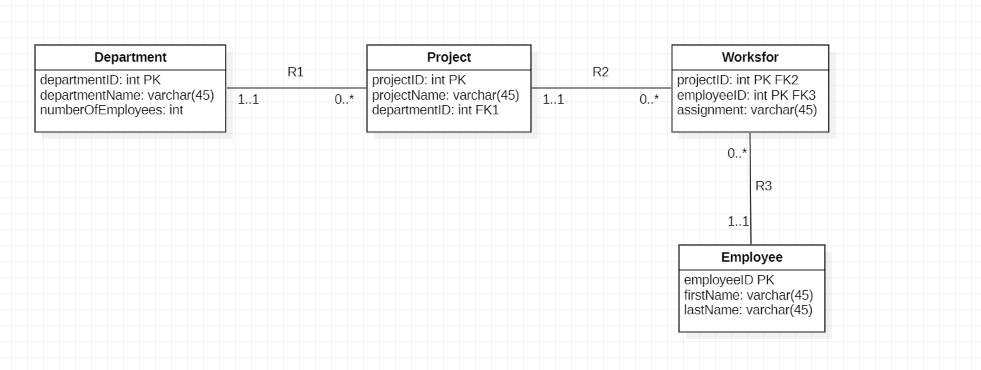 Department
departmentID: int PK
departmentName: varchar(45)
numberOfEmployees: int
R1
1..1
0..*
Project
projectID: int PK
projectName: varchar(45)
departmentID: int FK1
R2
1..1
0..*
Worksfor
projectID: int PK FK2
employeeID: int PK FK3
assignment: varchar(45)
0..*
R3
1..1
Employee
employeeID PK
firstName: varchar(45)
lastName: varchar(45)